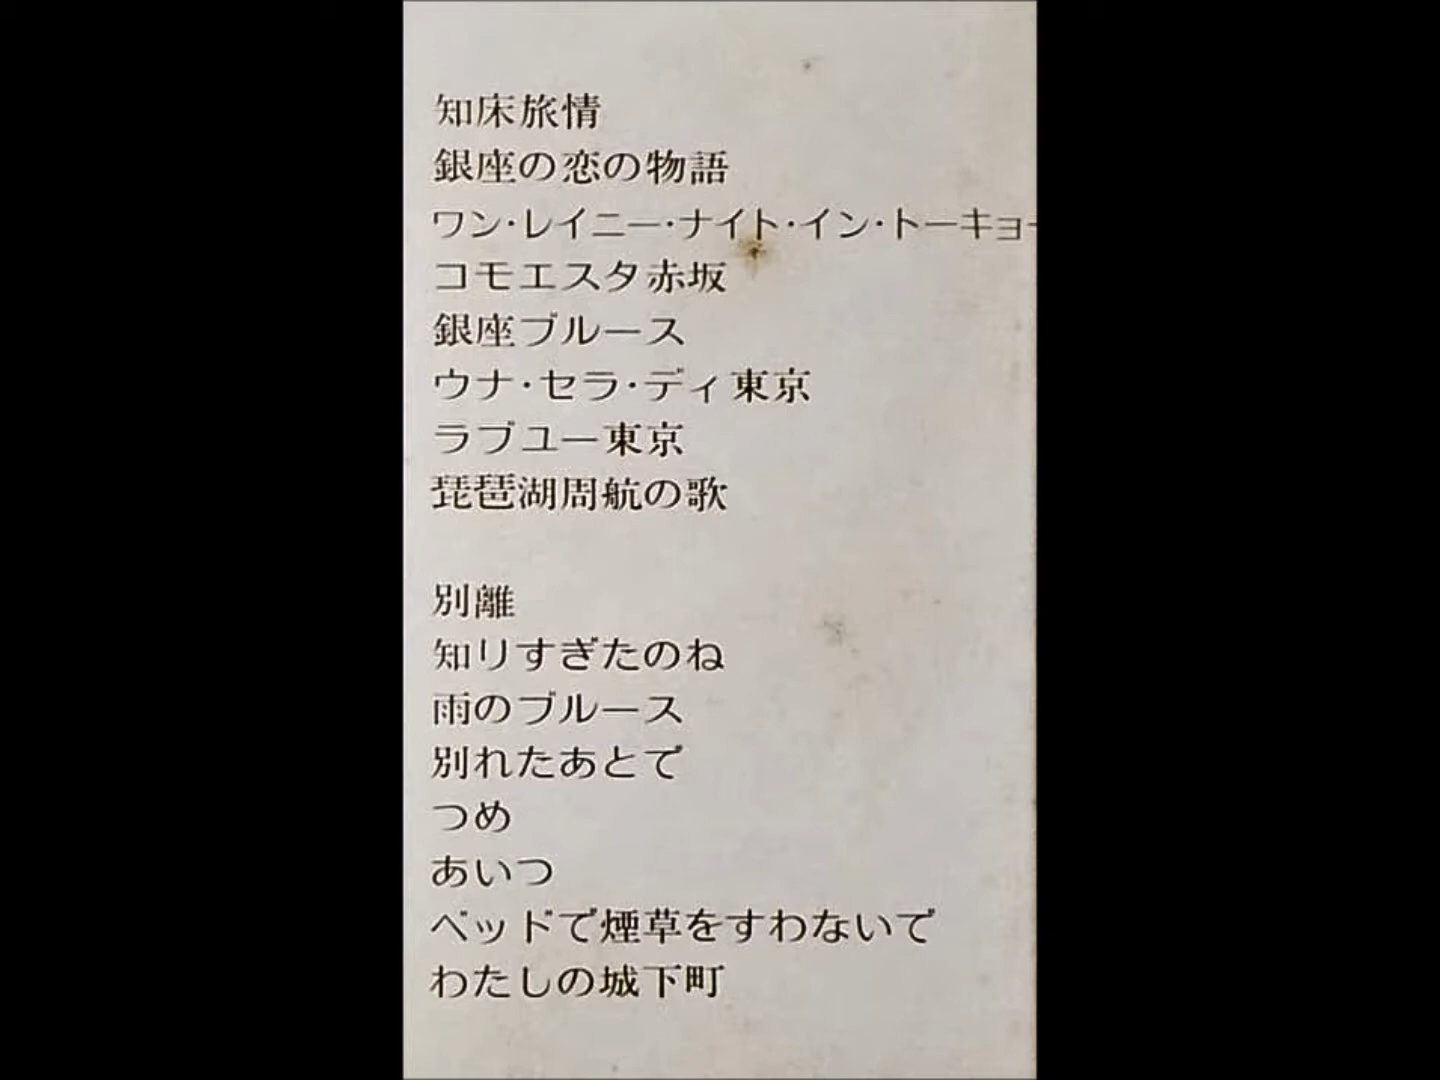 知床旅情
銀座の恋の物語
ワン・レイニー・ナイト・イン・トーキョー
コモエスタ赤坂
銀座ブルース
ウナ・セラ・ディ東京
ラブユー東京
琵琶湖周航の歌
別離
知りすぎたのね
雨のブルース
別れたあとで
つめ
あいつ
ベッドで煙草をすわないで
わたしの城下町